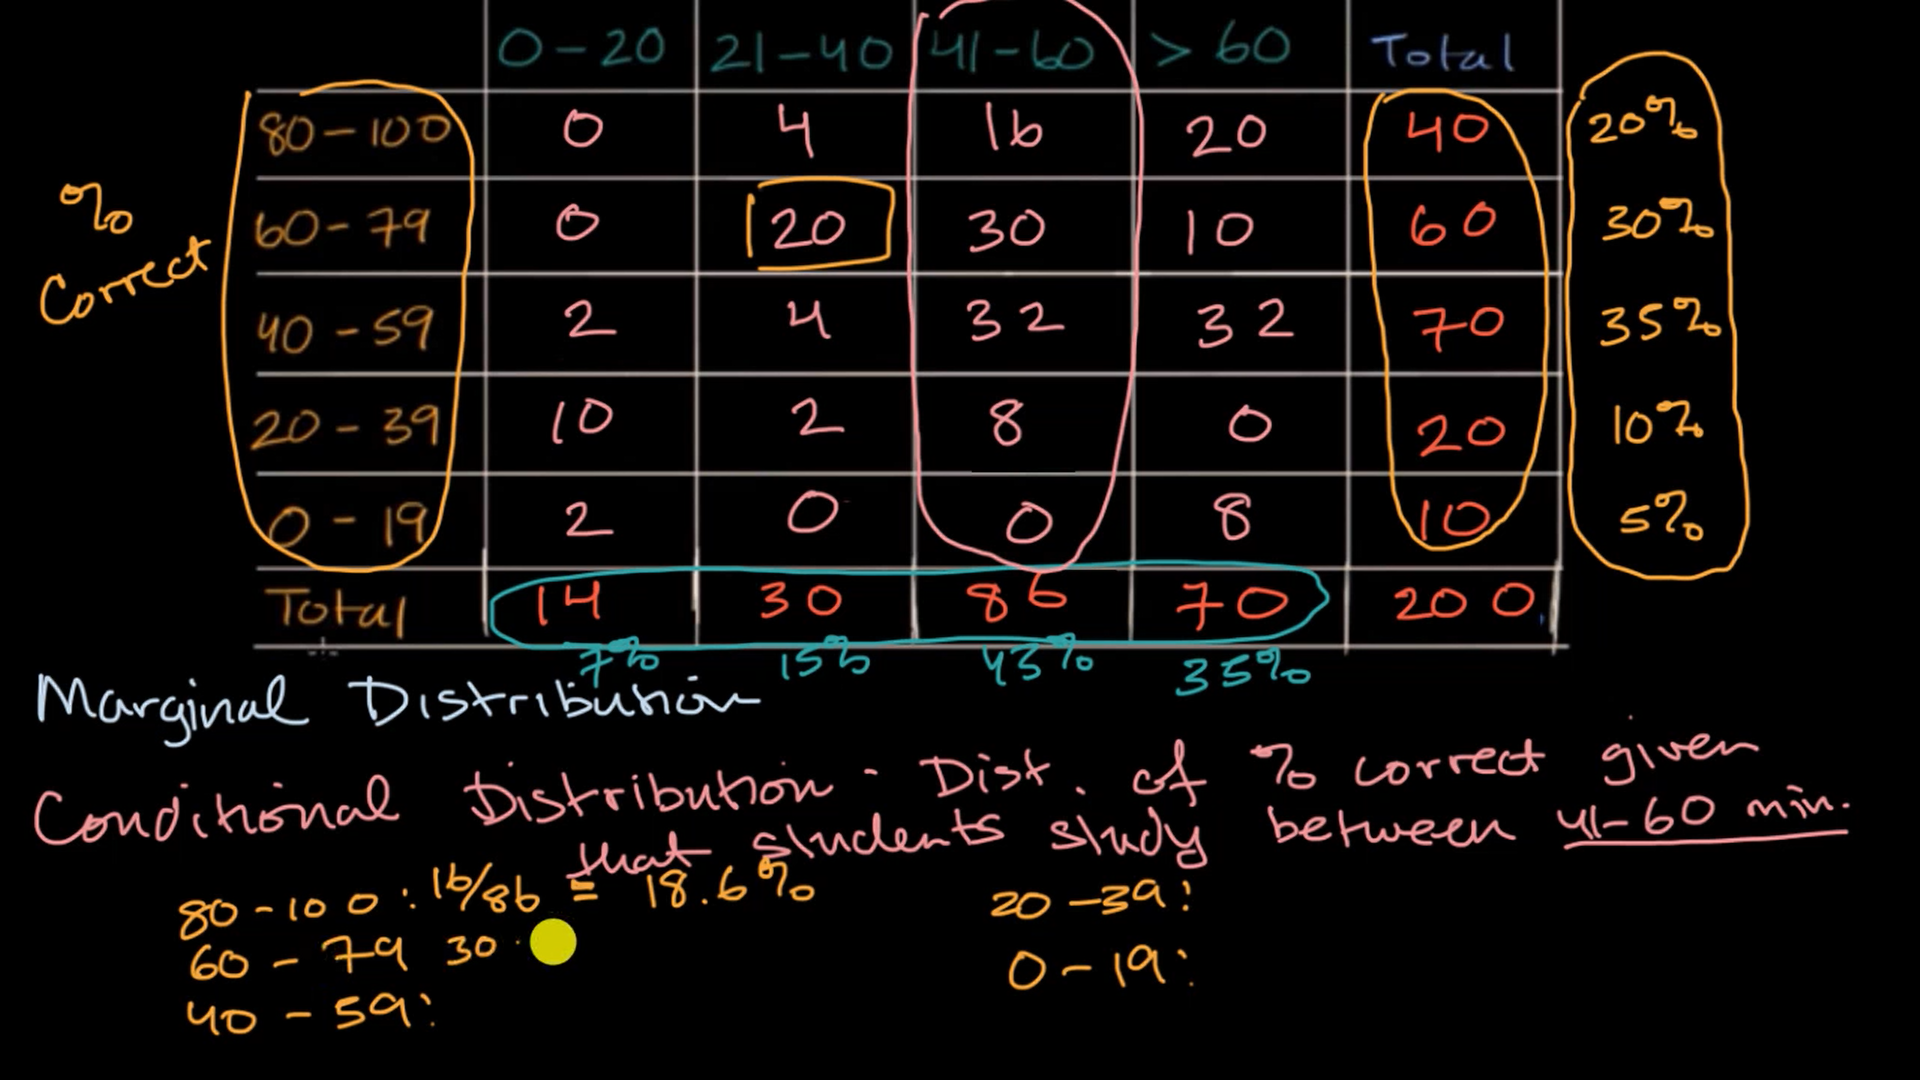 0-20 21-40 41-60 > 60 Total
80-100 0 4 16 20 40 20%
60-79 0 20 30 10 60 30%
% Correct
40-59 2 4 32 32 70 35%
20-39 10 2 8 0 20 10%
0-19 2 0 0 8 10 5%
Total 14 30 86 70 200
7% 15% 43% 35%
Marginal Distribution
Conditional Distribution - Dist. of % correct given
that students study between 41-60 min.
80-100: 16/86 = 18.6%
60-79 30
40-59:
20-39:
0-19: